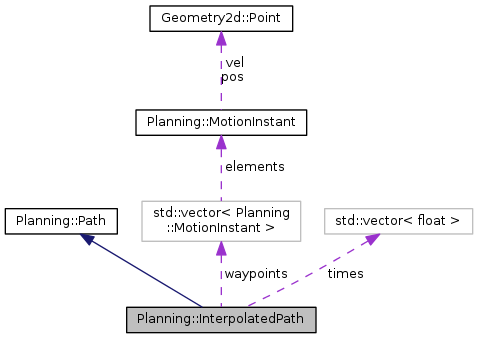 Geometry2d::Point
vel
pos
Planning::MotionInstant
elements
Planning::Path
std::vector< Planning
::MotionInstant >
std::vector< float >
waypoints
times
Planning::InterpolatedPath